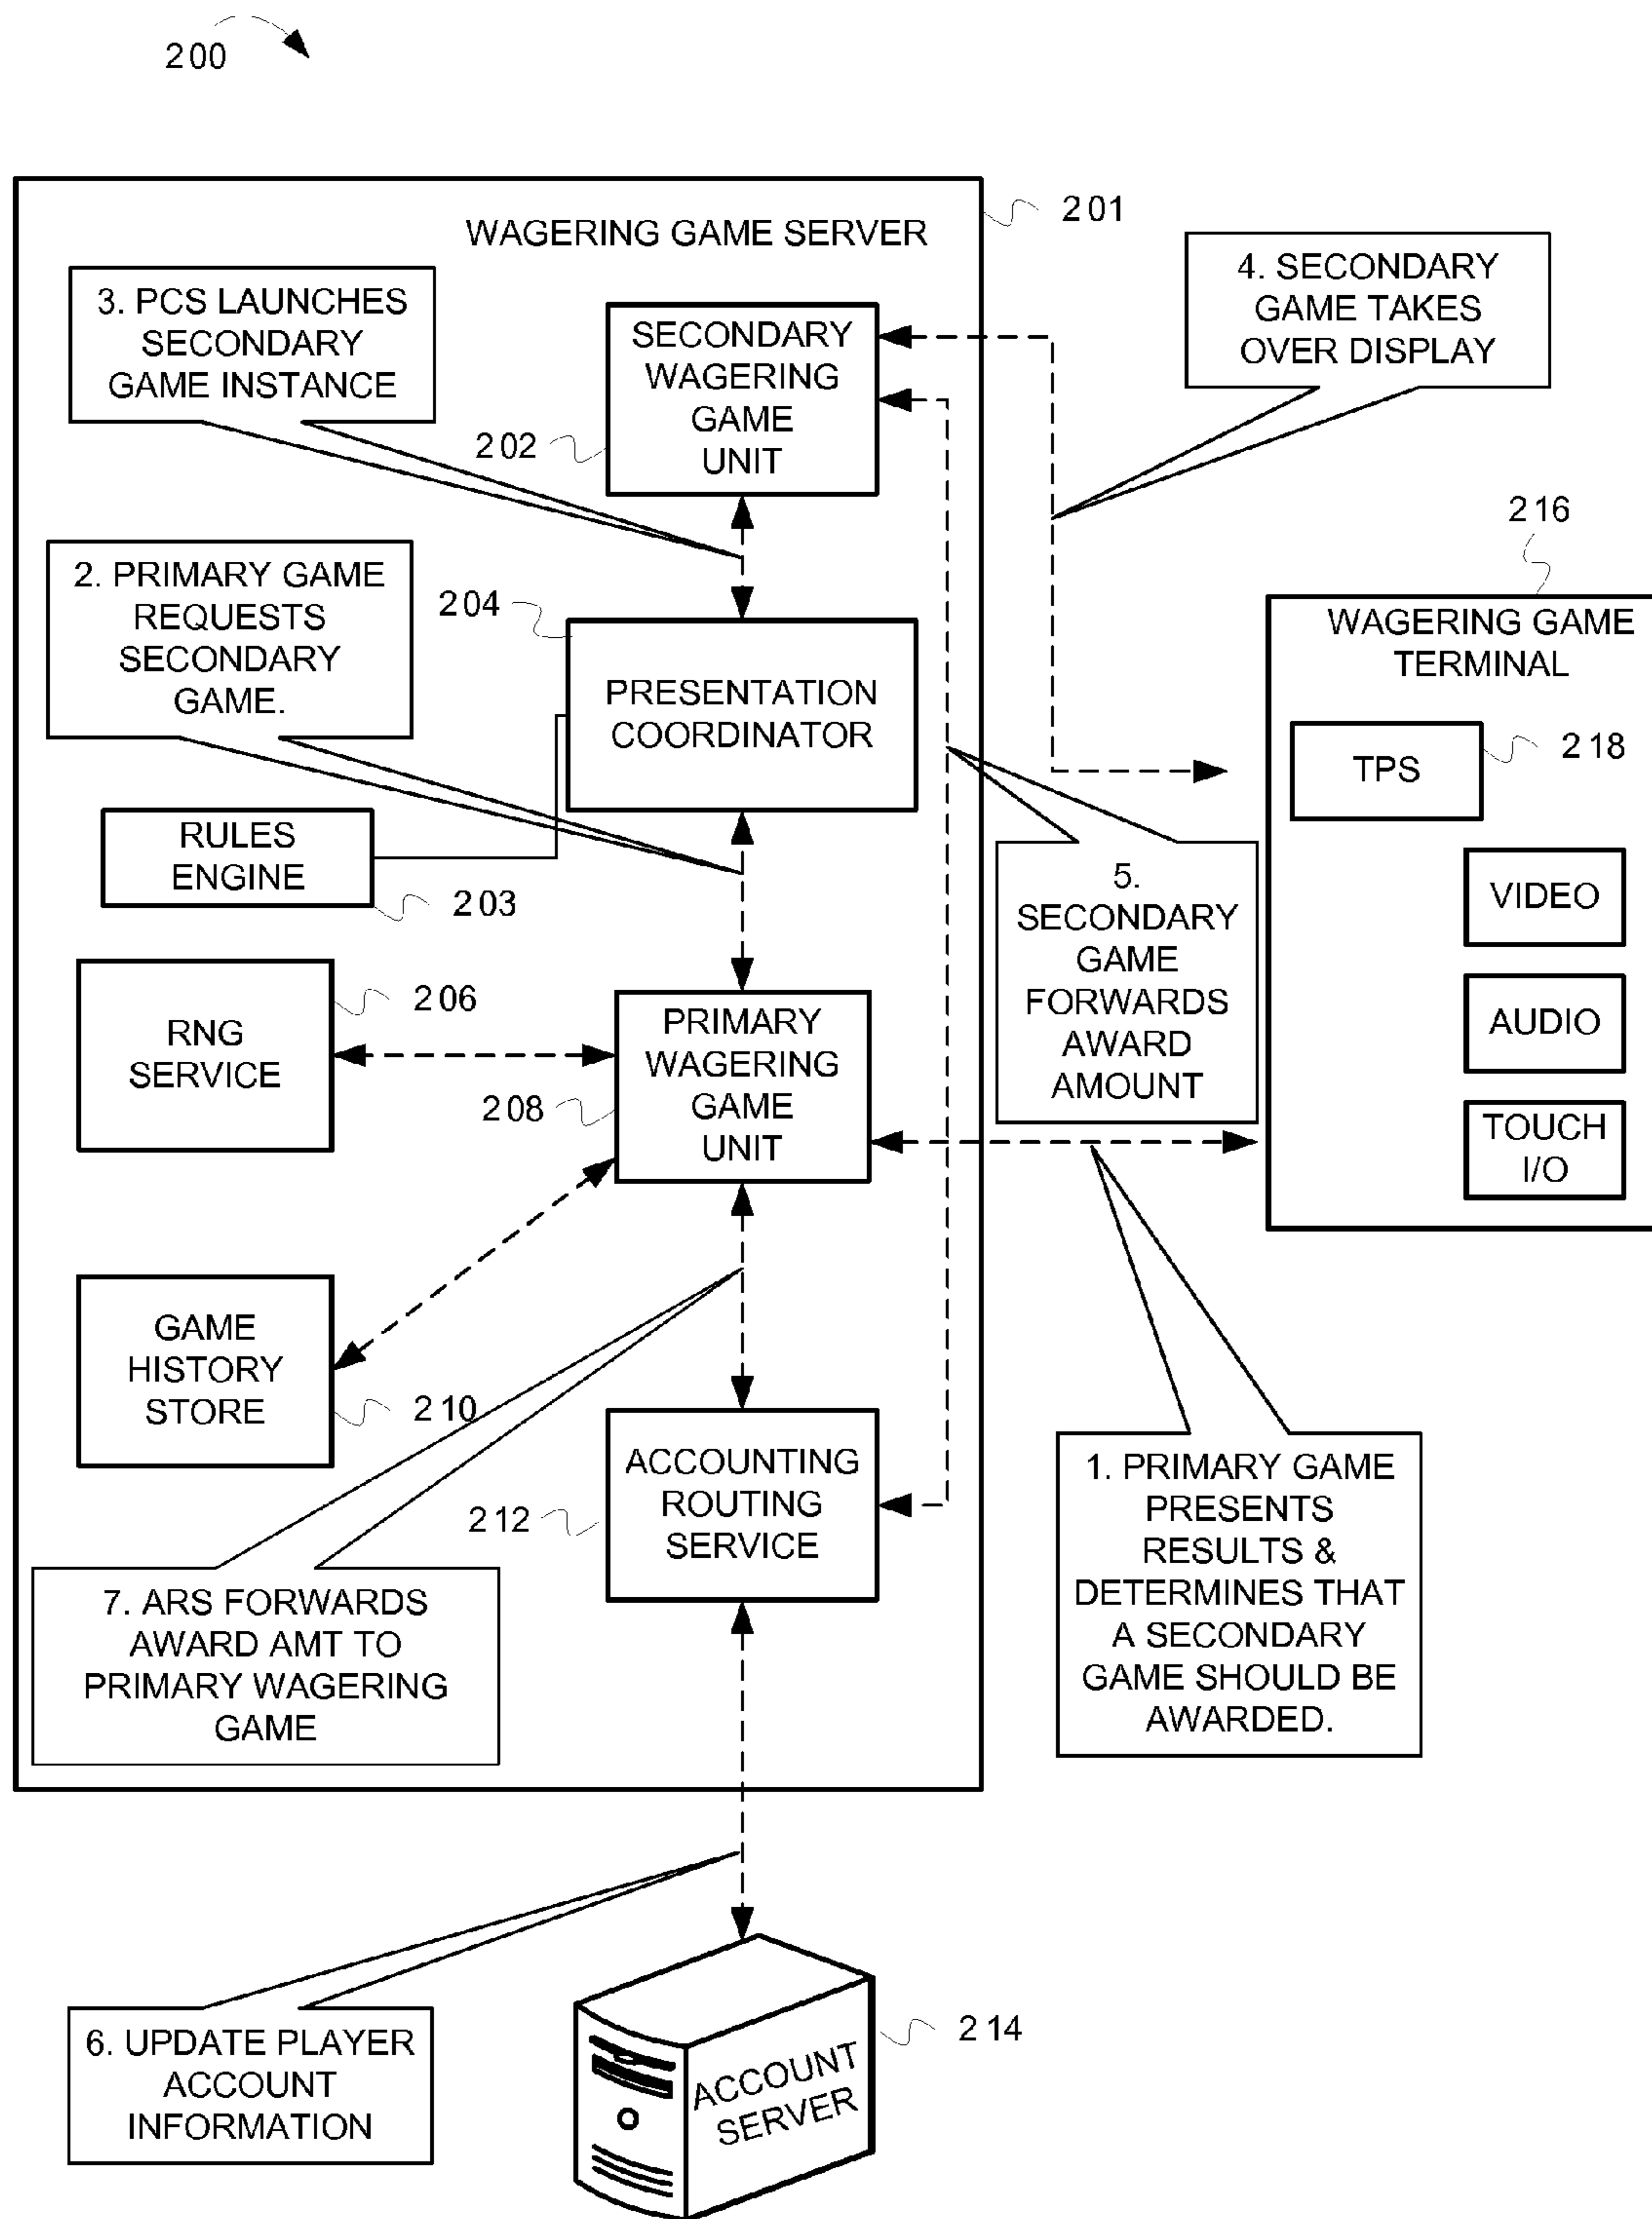 200
WAGERING GAME SERVER
201
3. PCS LAUNCHES
SECONDARY
GAME INSTANCE
SECONDARY
WAGERING
GAME
UNIT
202
4. SECONDARY
GAME TAKES
OVER DISPLAY
2. PRIMARY GAME
REQUESTS
SECONDARY
GAME.
204
PRESENTATION
COORDINATOR
216
WAGERING GAME
TERMINAL
TPS
218
VIDEO
AUDIO
TOUCH
I/O
RULES
ENGINE
203
5.
SECONDARY
GAME
FORWARDS
AWARD
AMOUNT
RNG
SERVICE
206
PRIMARY
WAGERING
GAME
UNIT
208
GAME
HISTORY
STORE
210
ACCOUNTING
ROUTING
SERVICE
212
1. PRIMARY GAME
PRESENTS
RESULTS &
DETERMINES THAT
A SECONDARY
GAME SHOULD BE
AWARDED.
7. ARS FORWARDS
AWARD AMT TO
PRIMARY WAGERING
GAME
6. UPDATE PLAYER
ACCOUNT
INFORMATION
ACCOUNT
SERVER
214